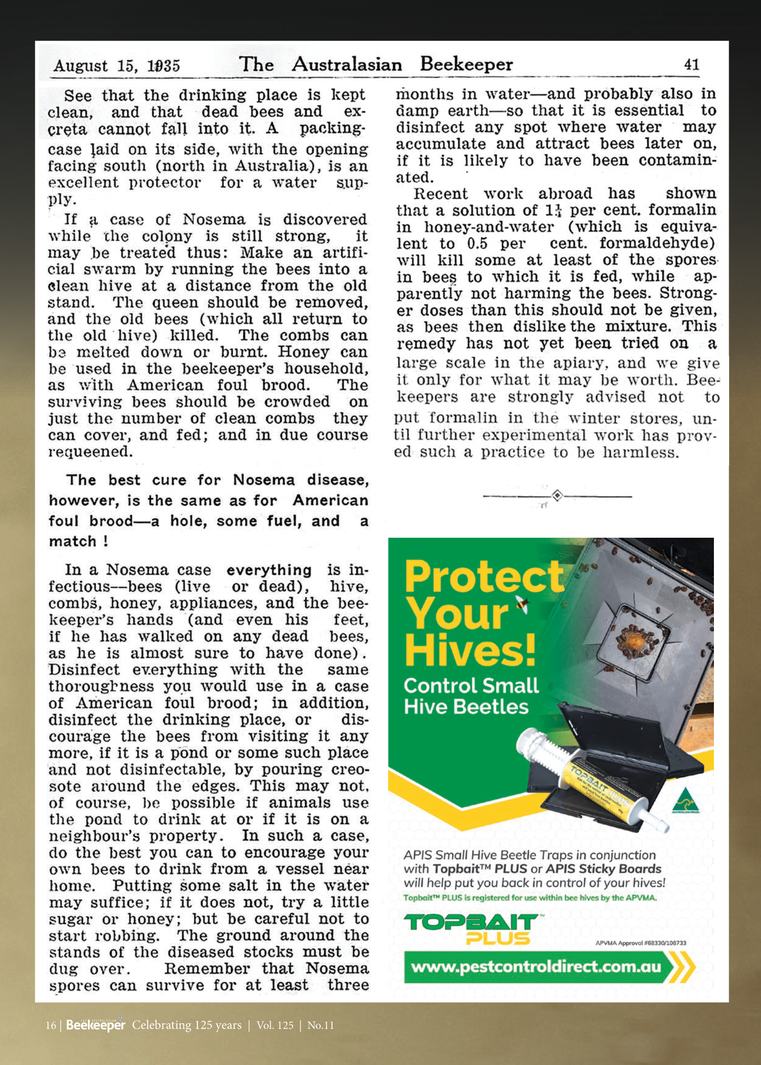 August 15, 1935 The Australasian Beekeeper 41
See that the drinking place is kept
clean, and that dead bees and ex-
creta cannot fall into it. A packing-
case laid on its side, with the opening
facing south (north in Australia), is an
excellent protector for a water sup-
ply.
If a case of Nosema is discovered
while the colony is still strong, it
may be treated thus: Make an artifi-
cial swarm by running the bees into a
clean hive at a distance from the old
stand. The queen should be removed,
and the old bees (which all return to
the old hive) killed. The combs can
be melted down or burnt. Honey can
be used in the beekeeper's household,
as with American foul brood. The
surviving bees should be crowded on
just the number of clean combs they
can cover, and fed; and in due course
requeened.
The best cure for Nosema disease,
however, is the same as for American
foul brood—a hole, some fuel, and a
match !
In a Nosema case everything is in-
fectious—bees (live or dead), hive,
combs, honey, appliances, and the bee-
keeper's hands (and even his feet,
if he has walked on any dead bees,
as he is almost sure to have done).
Disinfect everything with the same
thoroughness you would use in a case
of American foul brood; in addition,
disinfect the drinking place, or dis-
courage the bees from visiting it any
more, if it is a pond or some such place
and not disinfectable, by pouring creo-
sote around the edges. This may not,
of course, be possible if animals use
the pond to drink at or if it is on a
neighbour's property. In such a case,
do the best you can to encourage your
own bees to drink from a vessel near
home. Putting some salt in the water
may suffice; if it does not, try a little
sugar or honey; but be careful not to
start robbing. The ground around the
stands of the diseased stocks must be
dug over. Remember that Nosema
spores can survive for at least three
months in water—and probably also in
damp earth—so that it is essential to
disinfect any spot where water may
accumulate and attract bees later on,
if it is likely to have been contamin-
ated.
Recent work abroad has shown
that a solution of 1¼ per cent. formalin
in honey-and-water (which is equiva-
lent to 0.5 per cent. formaldehyde)
will kill some at least of the spores
in bees to which it is fed, while ap-
parently not harming the bees. Strong-
er doses than this should not be given,
as bees then dislike the mixture. This
remedy has not yet been tried on a
large scale in the apiary, and we give
it only for what it may be worth. Bee-
keepers are strongly advised not to
put formalin in the winter stores, un-
til further experimental work has prov-
ed such a practice to be harmless.
Protect
Your
Hives!
Control Small
Hive Beetles
TOPBAIT
APIS Small Hive Beetle Traps in conjunction
with Topbait™ PLUS or APIS Sticky Boards
will help put you back in control of your hives!
Topbait™ PLUS is registered for use within bee hives by the APVMA.
TOPBAIT™
PLUS
APVMA Approval #68330/106733
www.pestcontroldirect.com.au
16 | Beekeeper Celebrating 125 years | Vol. 125 | No.11